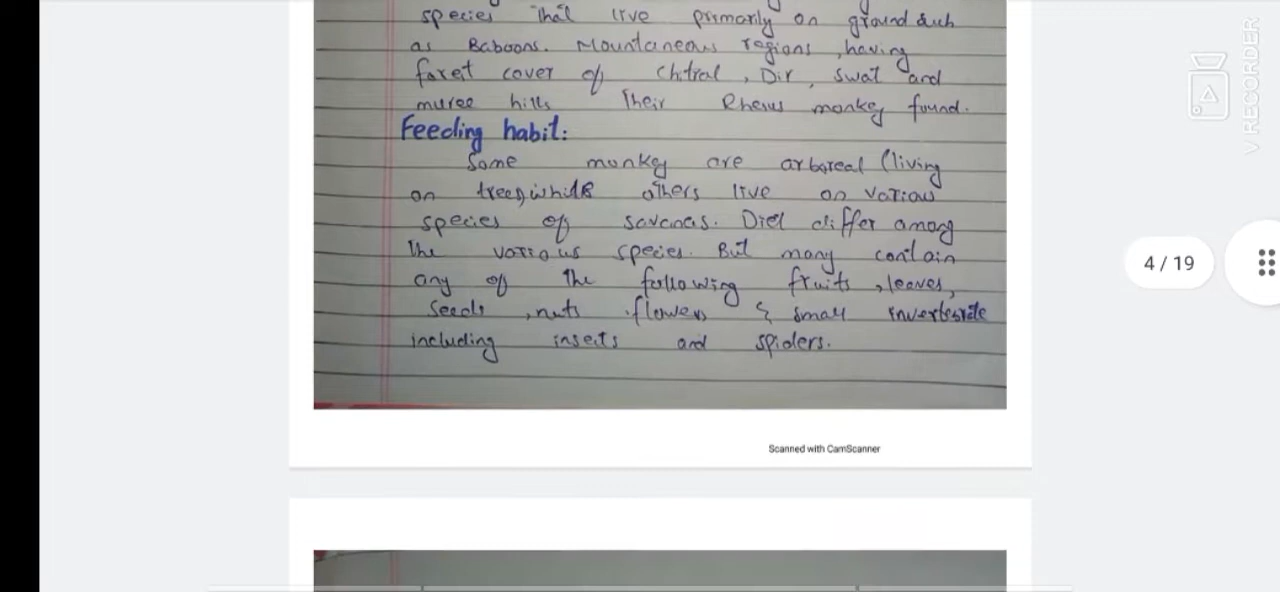 species that live primarily on ground such
as Baboons. Mountaneous regions, having
foret cover of Chitral, Dir, swat and
muree hills Their Rhesus monkey found.
Feeding habit:
Some monkey are arboreal (living
on trees) while others live on various
species of savanas. Diet differ among
the various species. But many contain
any of the following fruits, leaves,
seeds, nuts, flowers & small invertebrate
including insects and spiders.
Scanned with CamScanner
4 / 19
V RECORDER